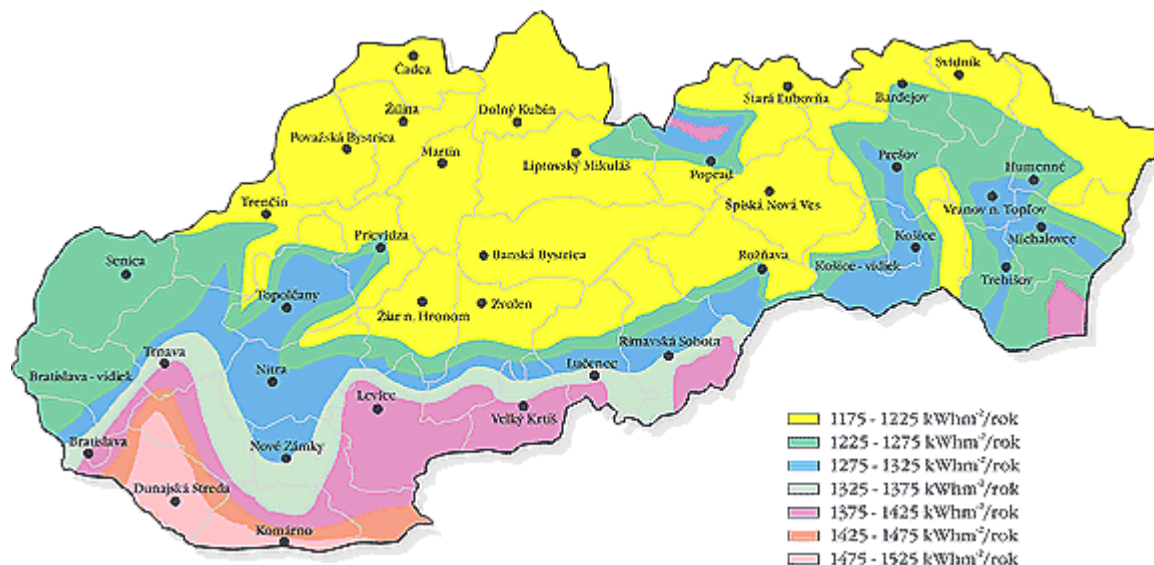 Čadca
Svidník
Stará Ľubovňa
Bardejov
Žilina
Dolný Kubín
Považská Bystrica
Martin
Liptovský Mikuláš
Poprad
Prešov
Humenné
Spiská Nová Ves
Vranov n. Topľov
Trenčín
Michalovce
Prievidza
Košice
Banská Bystrica
Rožňava
Košice - vidiek
Trebišov
Senica
Topolčany
Žiar n. Hronom
Zvolen
Trnava
Rimavská Sobota
Bratislava - vidiek
Nitra
Lučenec
Levice
Velký Krtíš
Bratislava
Nové Zámky
Dunajská Streda
Komárno
1175 - 1225 kWhm⁻²/rok
1225 - 1275 kWhm⁻²/rok
1275 - 1325 kWhm⁻²/rok
1325 - 1375 kWhm⁻²/rok
1375 - 1425 kWhm⁻²/rok
1425 - 1475 kWhm⁻²/rok
1475 - 1525 kWhm⁻²/rok